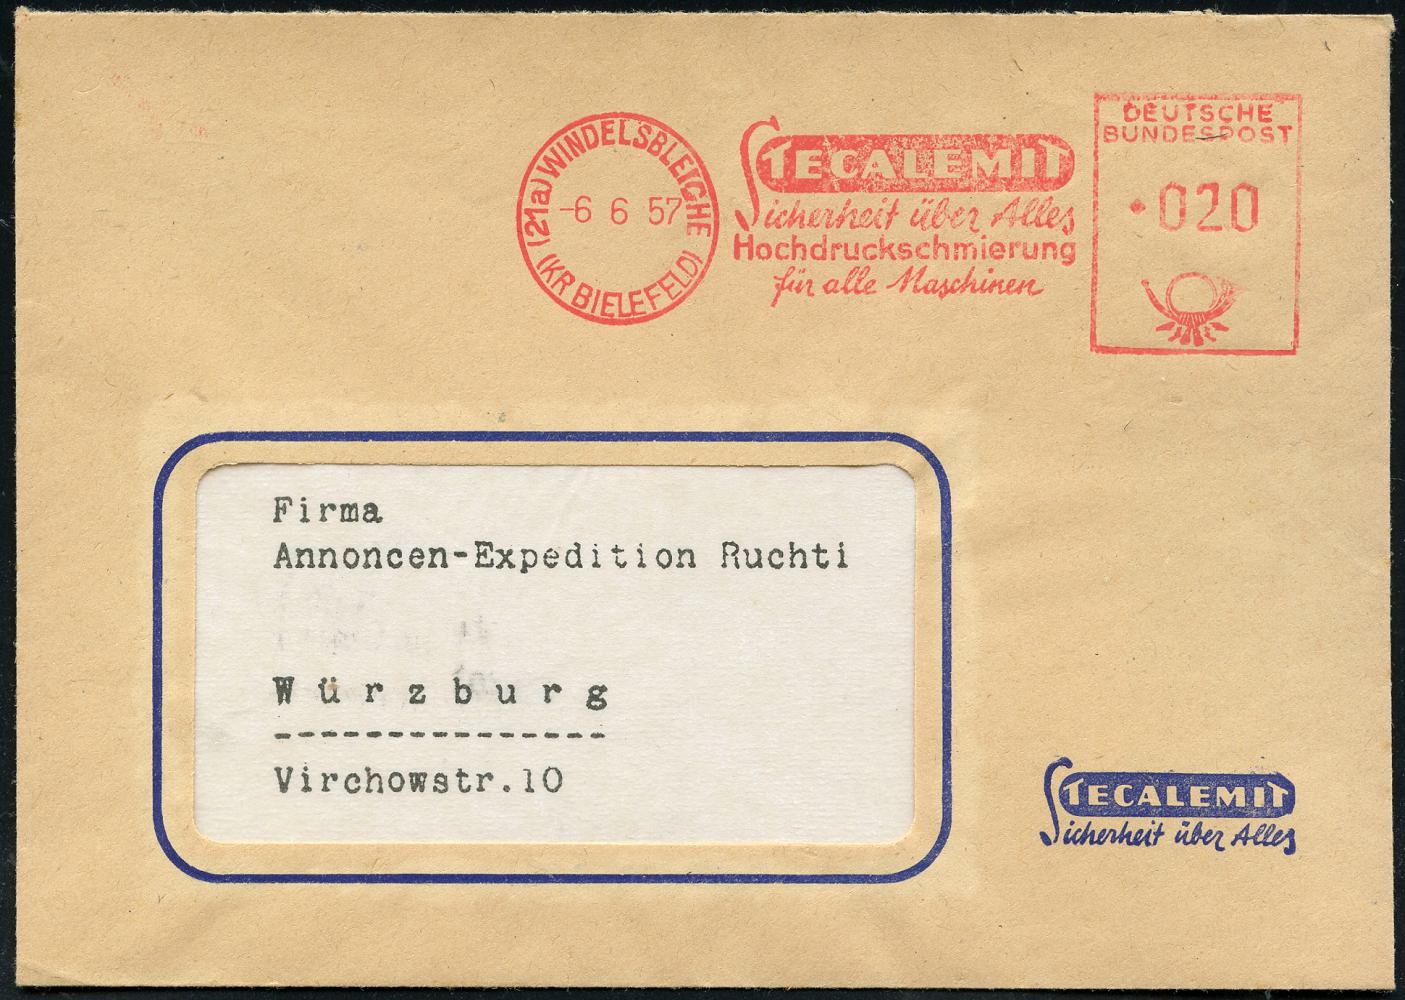 (21a) WINDELSBLEICHE
-6 6 57
(KR BIELEFELD)
TECALEMIT
Sicherheit über Alles
Hochdruckschmierung
für alle Maschinen
DEUTSCHE
BUNDESPOST
020
Firma
Annoncen-Expedition Ruchti
Würzburg
---------------
Virchowstr.10
TECALEMIT
Sicherheit über Alles